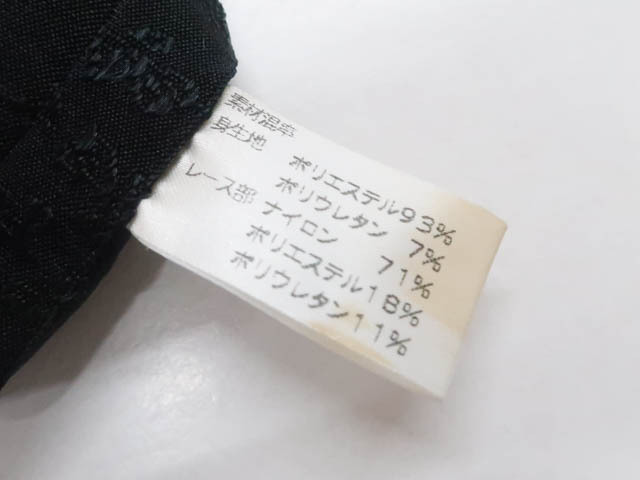 素材混率
身生地
ポリエステル93%
ポリウレタン 7%
レース部 ナイロン 71%
ポリエステル18%
ポリウレタン11%